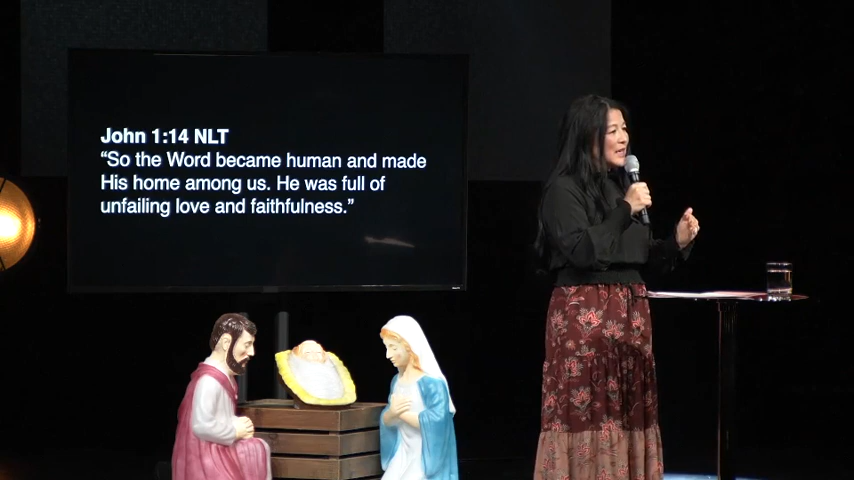 John 1:14 NLT
“So the Word became human and made
His home among us. He was full of
unfailing love and faithfulness.”